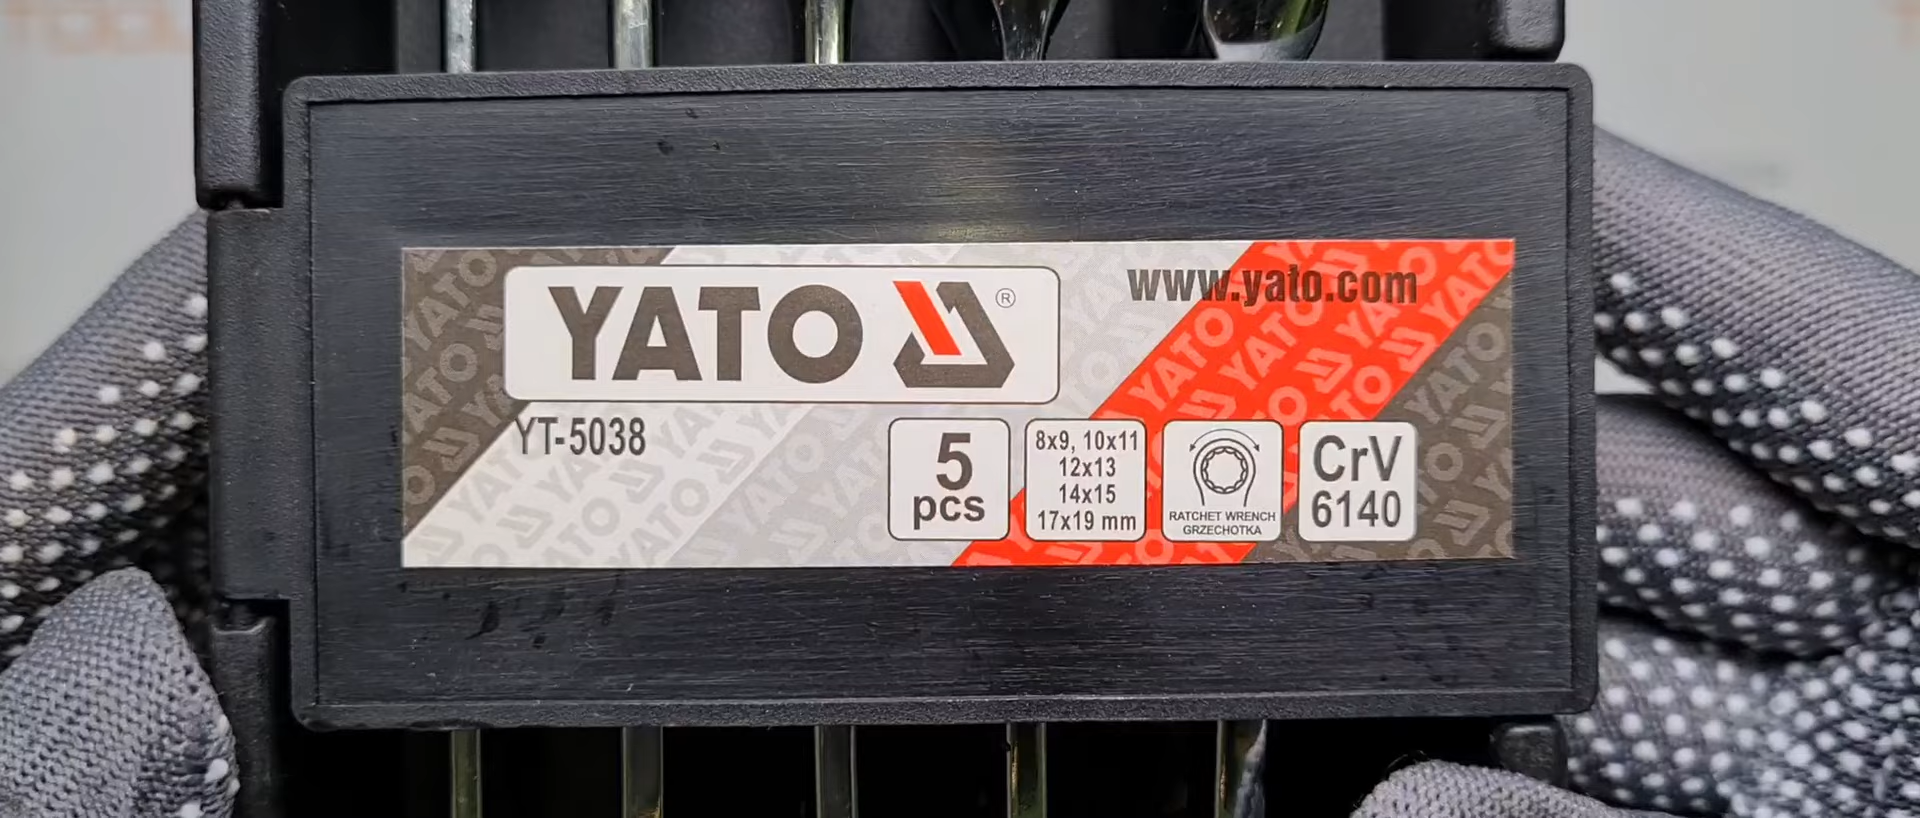 YATO ®
www.yato.com
YT-5038
5
pcs
8x9, 10x11
12x13
14x15
17x19 mm
RATCHET WRENCH
GRZECHOTKA
CrV
6140